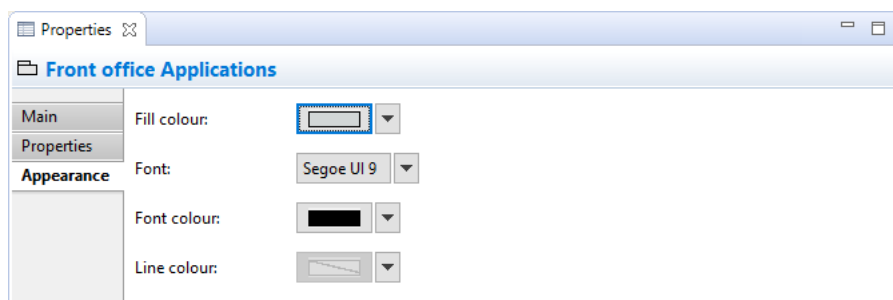 Properties
Front office Applications
Main
Properties
Appearance
Fill colour:
Font:
Segoe UI 9
Font colour:
Line colour: